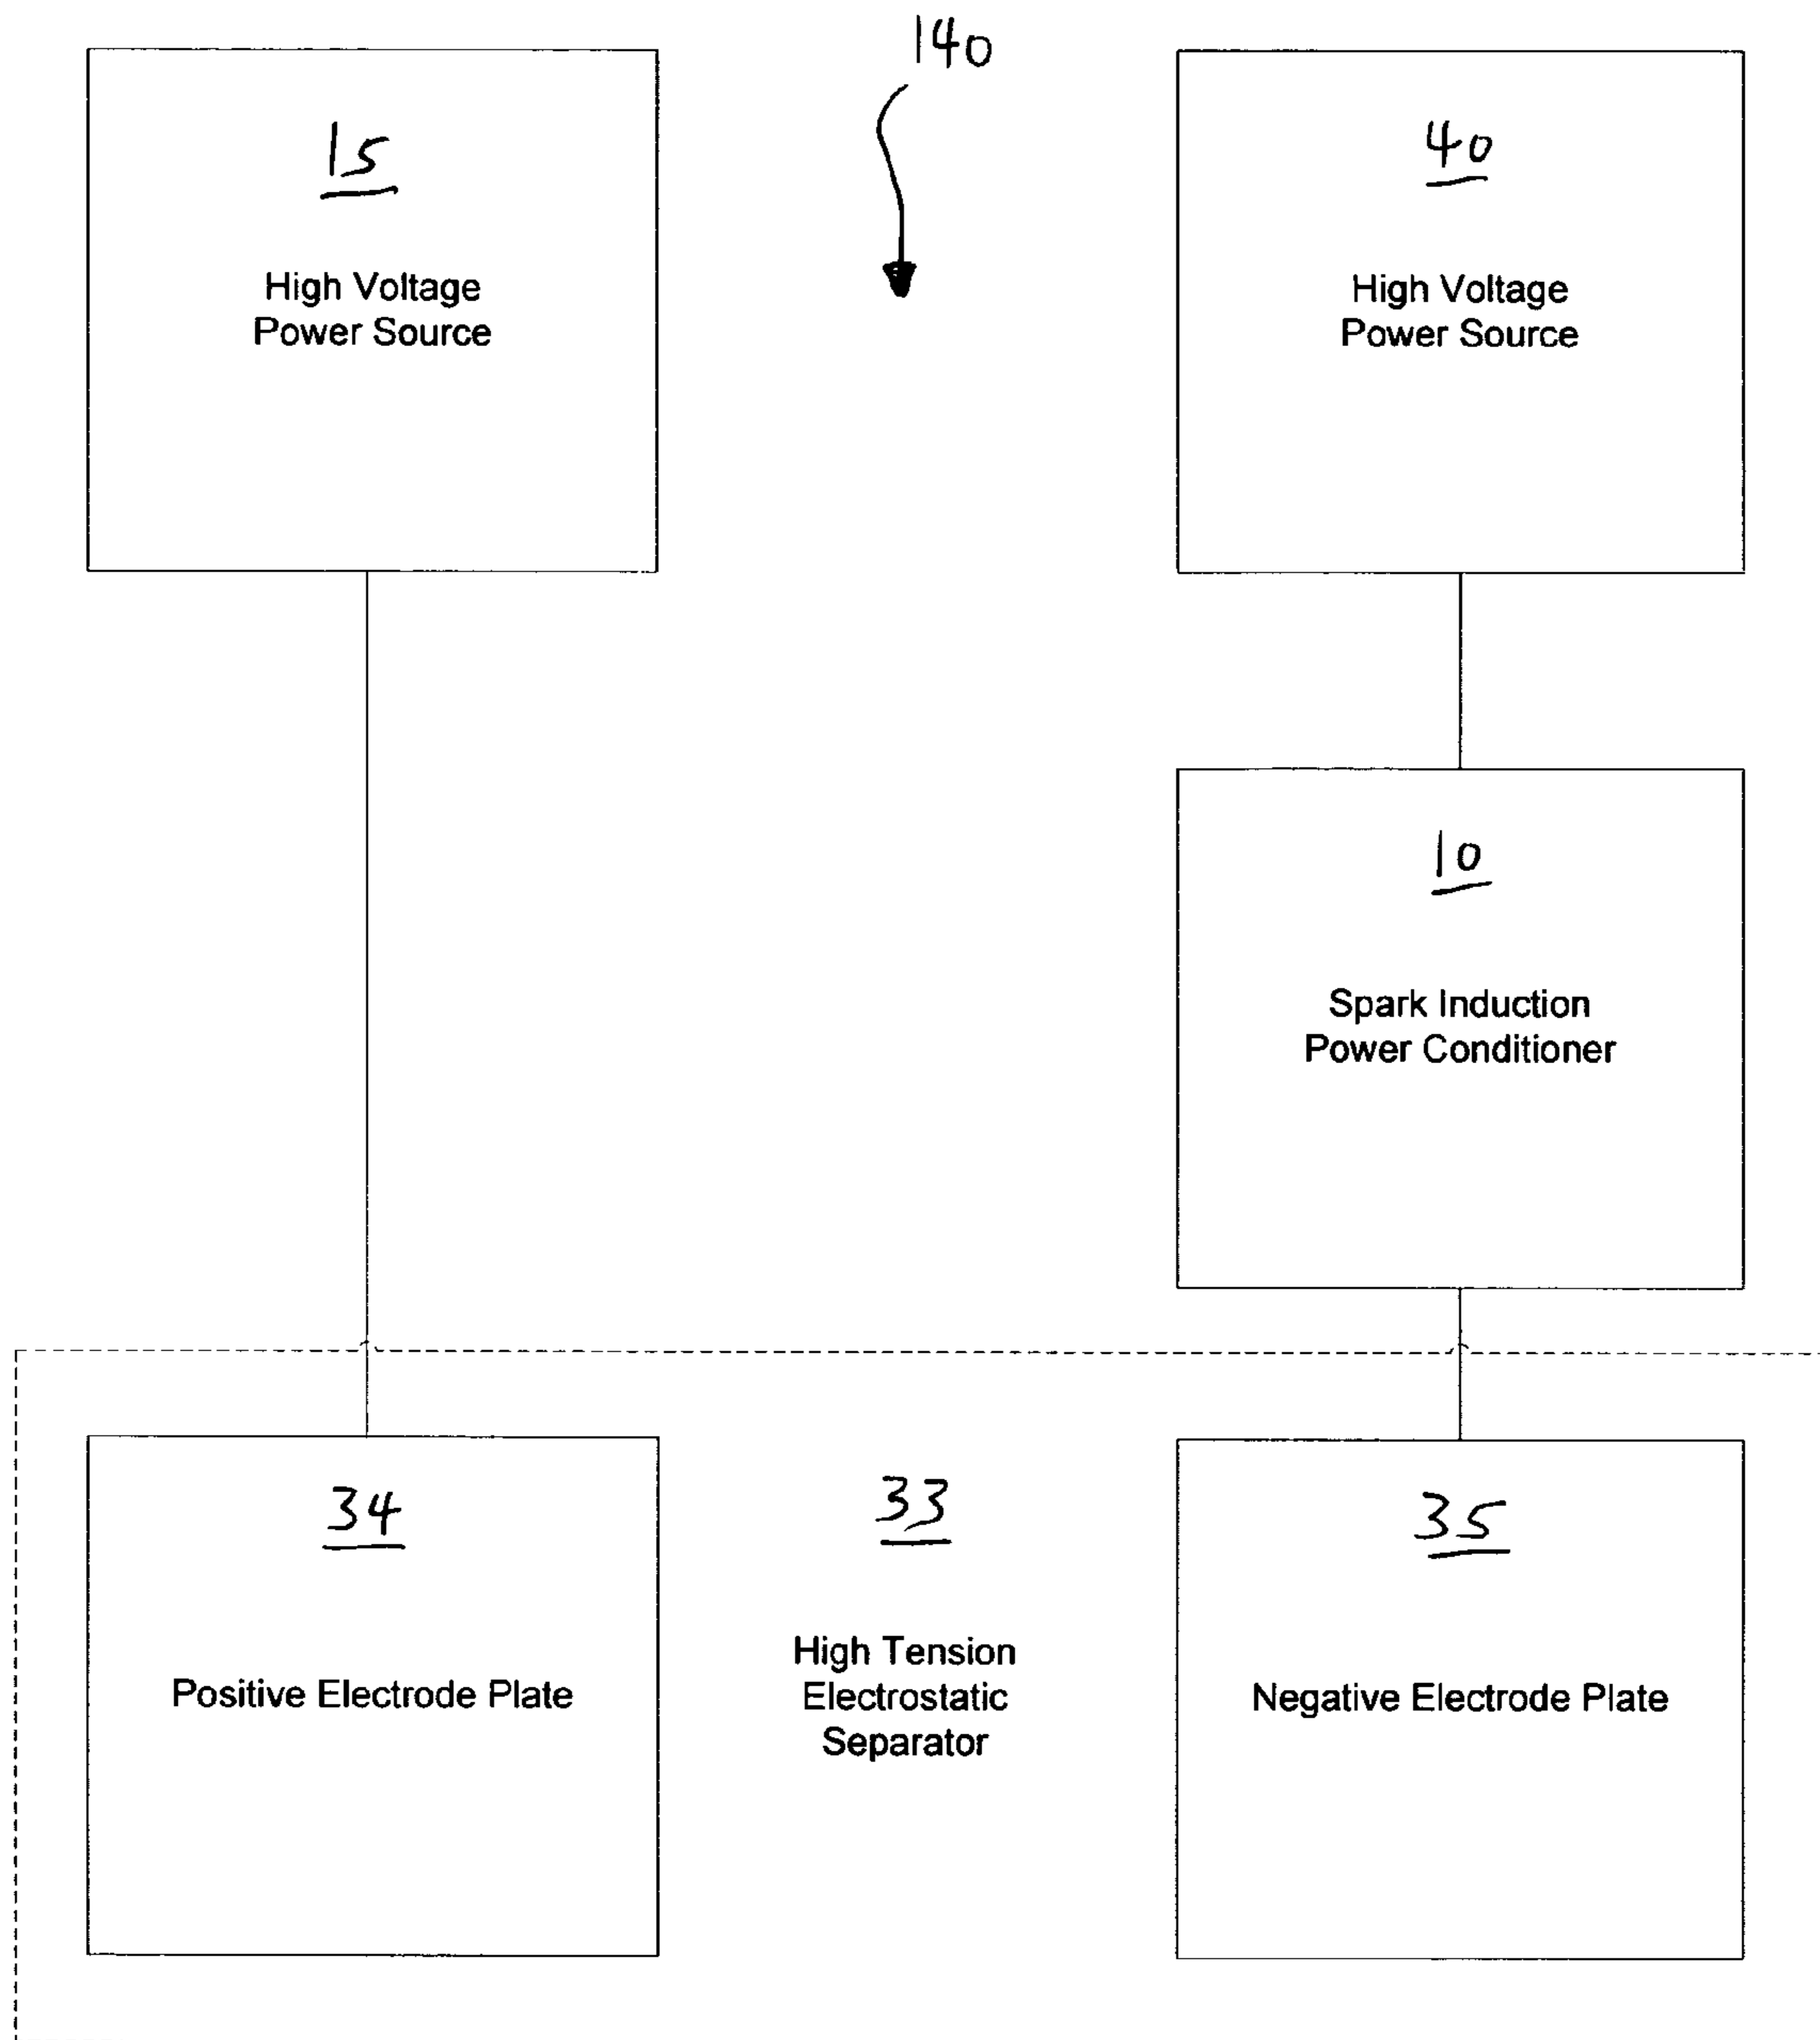 140
15
High Voltage
Power Source
40
High Voltage
Power Source
10
Spark Induction
Power Conditioner
34
Positive Electrode Plate
33
High Tension
Electrostatic
Separator
35
Negative Electrode Plate